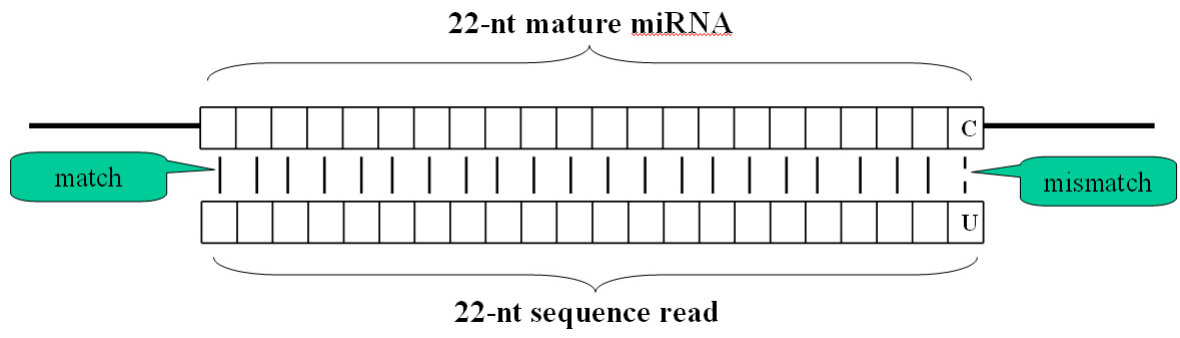 22-nt mature miRNA
C
match
mismatch
U
22-nt sequence read